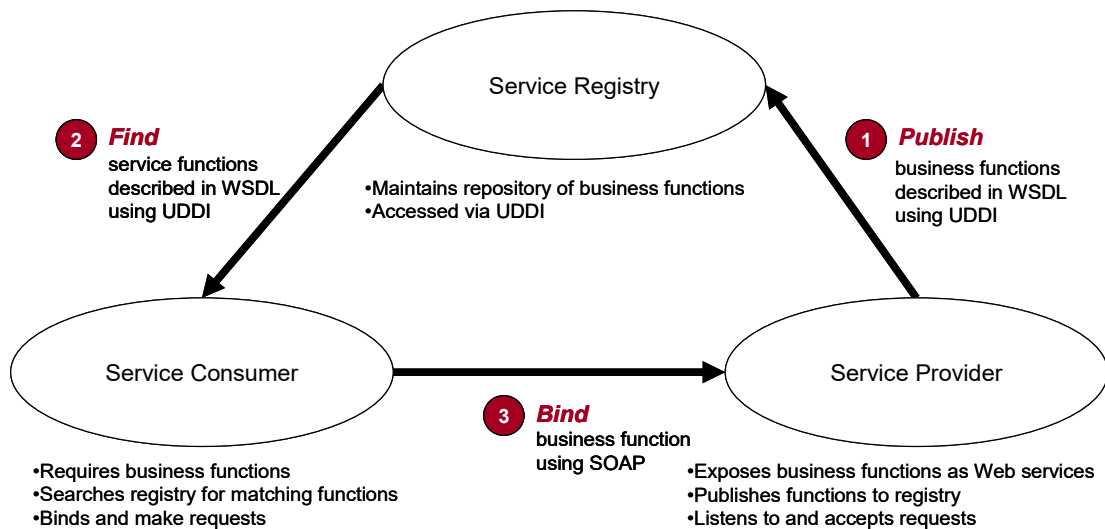 Service Registry
•Maintains repository of business functions
•Accessed via UDDI
1
Publish
business functions
described in WSDL
using UDDI
2
Find
service functions
described in WSDL
using UDDI
Service Consumer
•Requires business functions
•Searches registry for matching functions
•Binds and make requests
3
Bind
business function
using SOAP
Service Provider
•Exposes business functions as Web services
•Publishes functions to registry
•Listens to and accepts requests